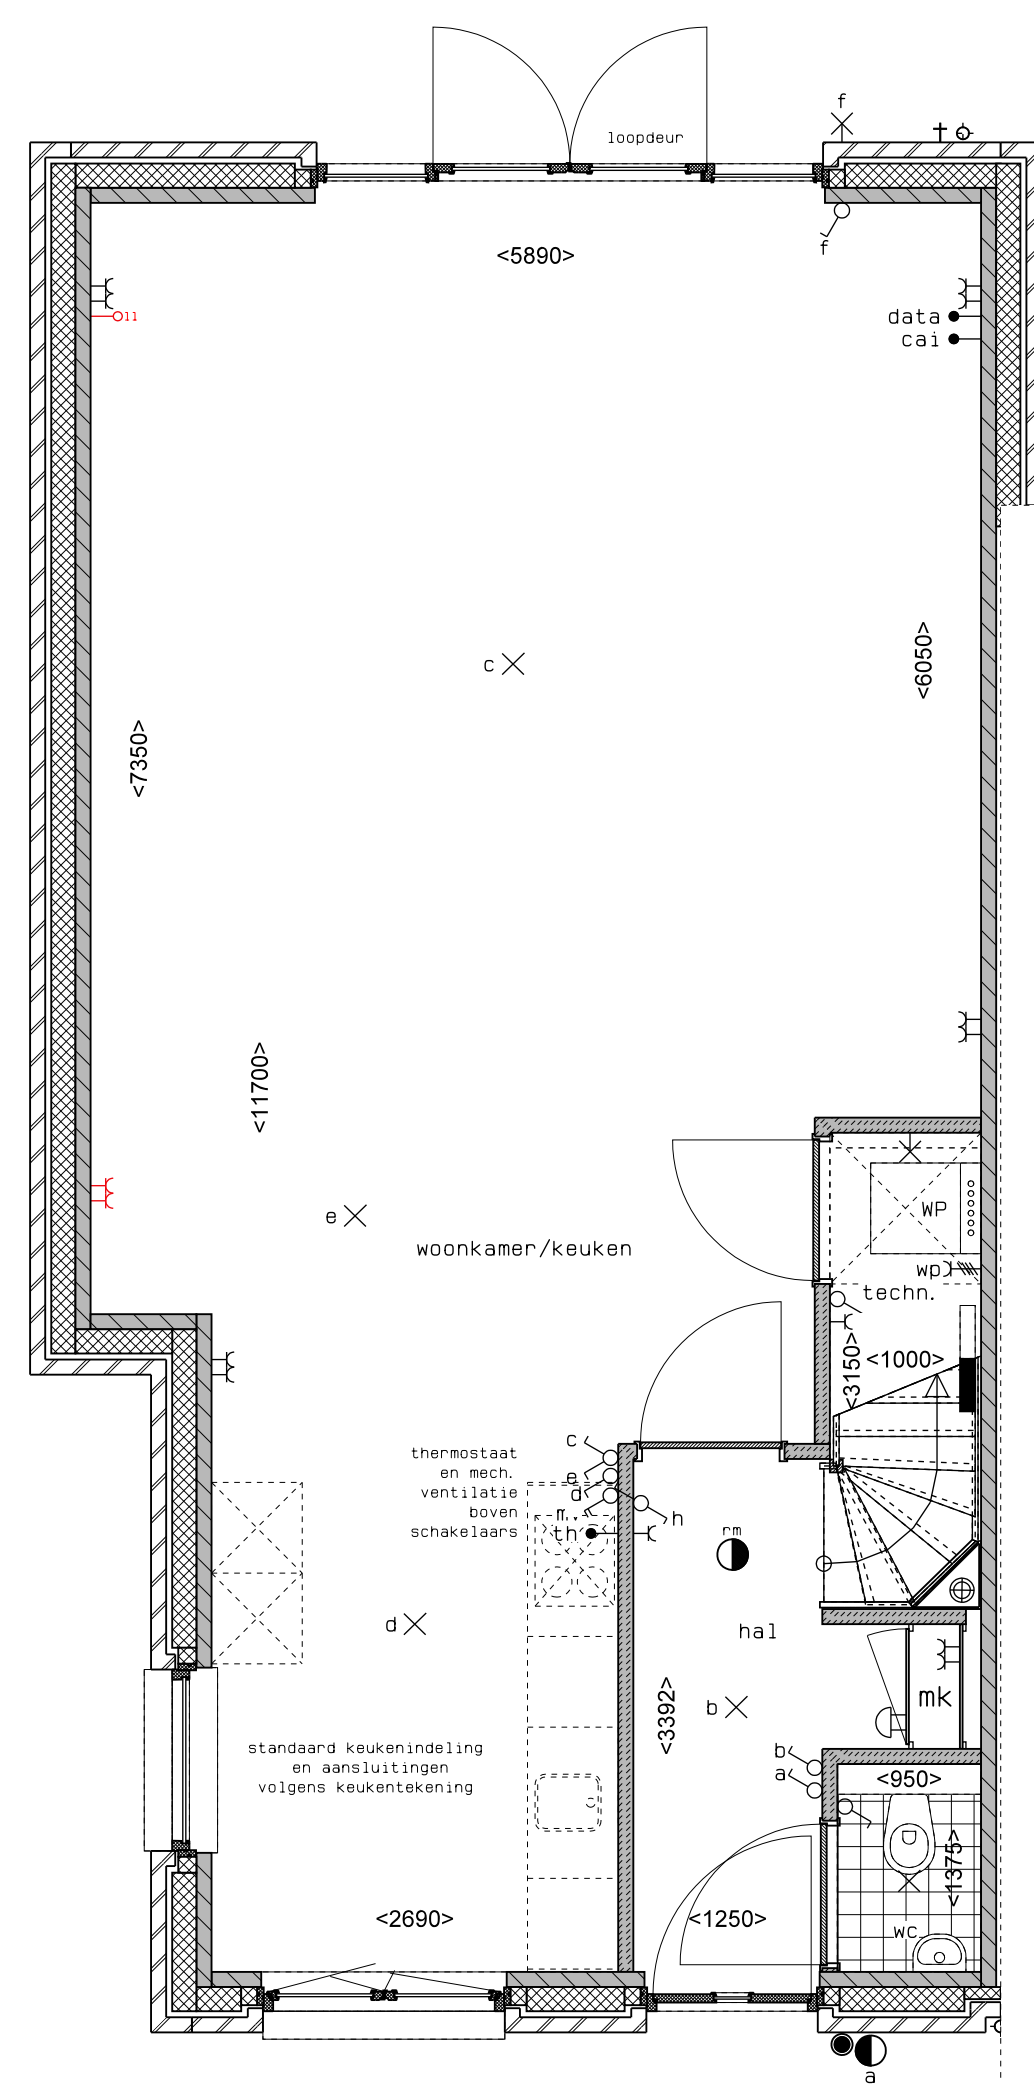 f
loopdeur
<5890>
f
11
data
cai
c
<6050>
<7350>
<11700>
e
woonkamer/keuken
WP
wp
techn.
<3150>
<1000>
thermostaat
en mech.
ventilatie
boven
schakelaars
c
e
d
th
h
rm
d
hal
b
<3392>
mk
standaard keukenindeling
en aansluitingen
volgens keukentekening
b
a
<950>
<1375>
wc
<2690>
<1250>
a